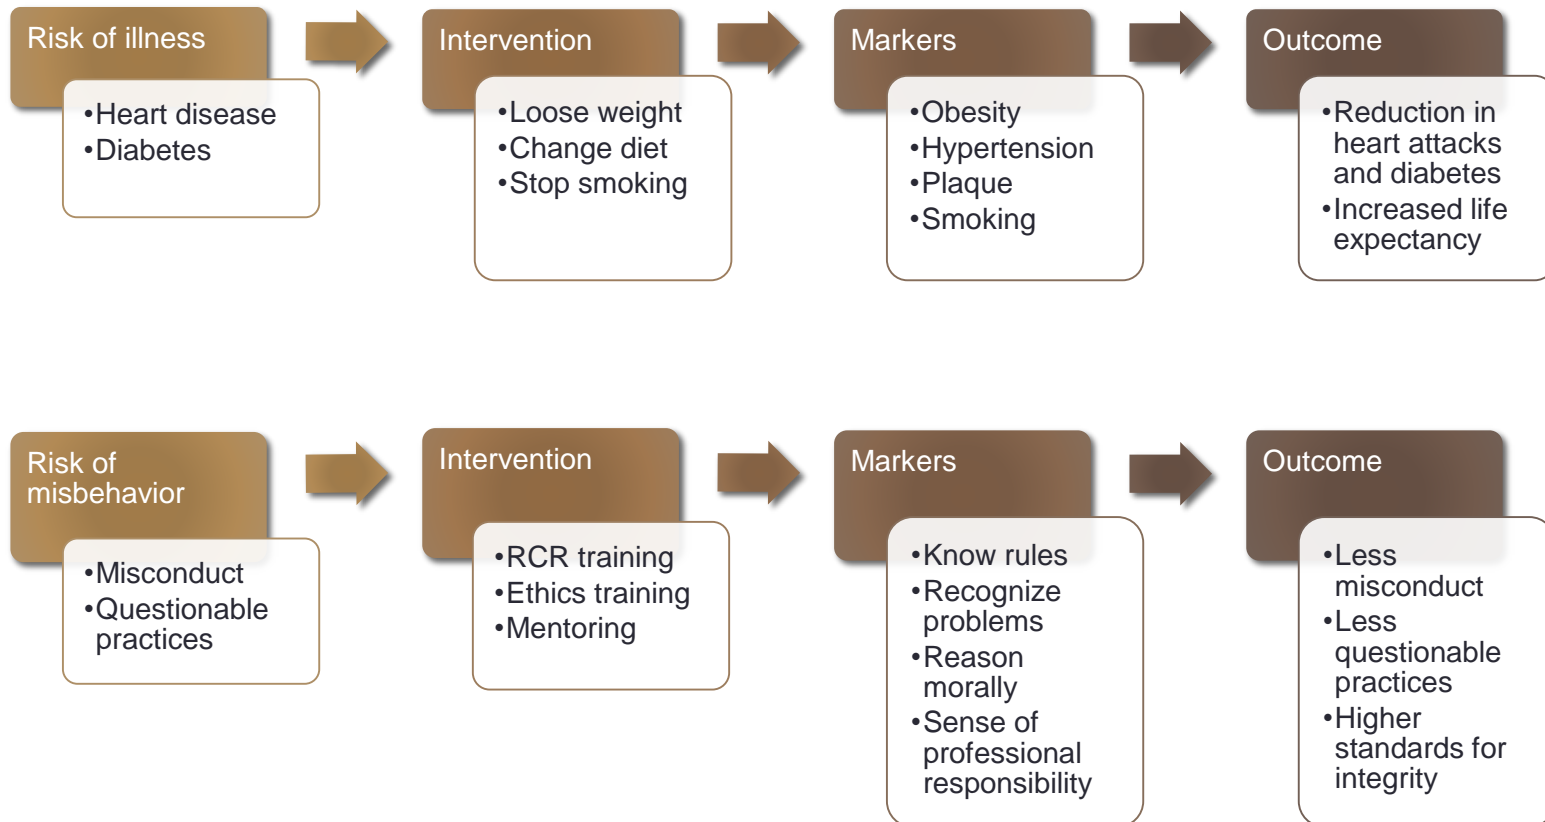 Risk of illness
•Heart disease
•Diabetes
Intervention
•Loose weight
•Change diet
•Stop smoking
Markers
•Obesity
•Hypertension
•Plaque
•Smoking
Outcome
•Reduction in
heart attacks
and diabetes
•Increased life
expectancy
Risk of
misbehavior
•Misconduct
•Questionable
practices
Intervention
•RCR training
•Ethics training
•Mentoring
Markers
•Know rules
•Recognize
problems
•Reason
morally
•Sense of
professional
responsibility
Outcome
•Less
misconduct
•Less
questionable
practices
•Higher
standards for
integrity